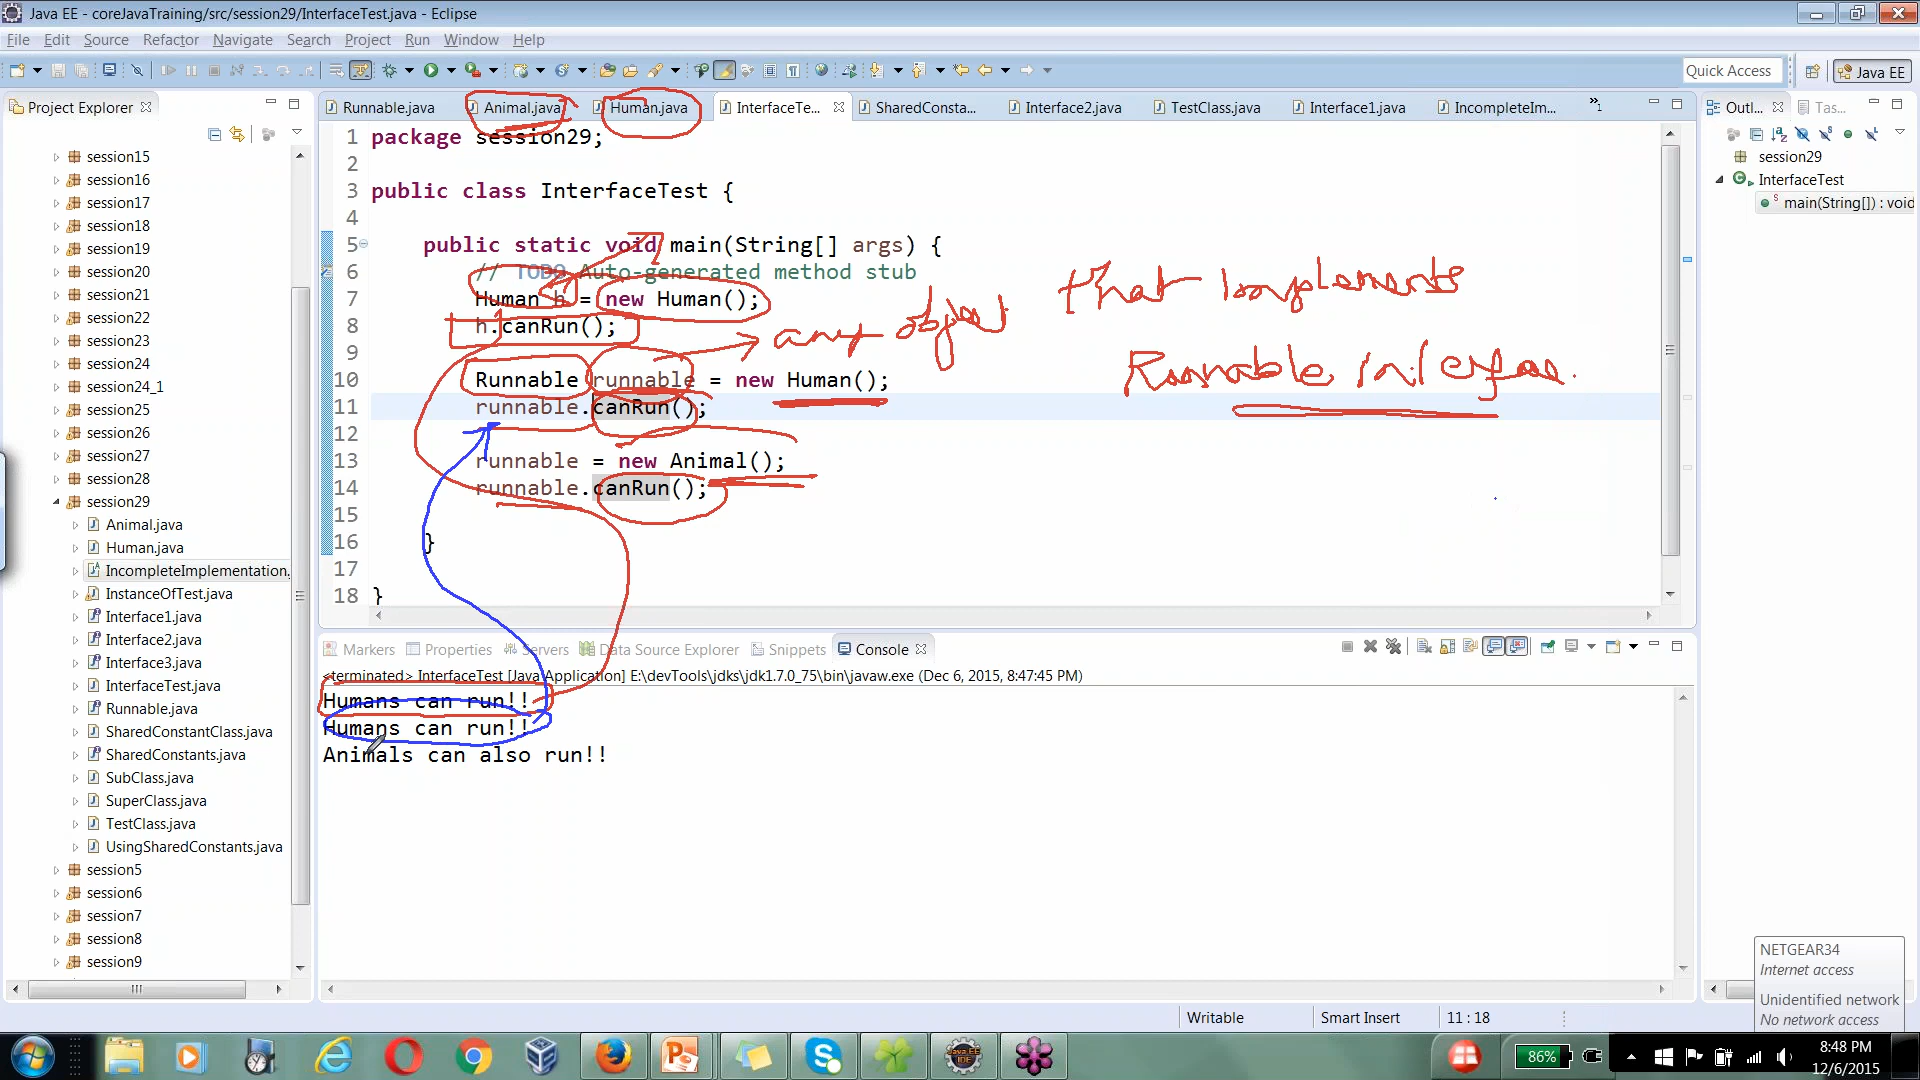 Java EE - coreJavaTraining/src/session29/InterfaceTest.java - Eclipse
File Edit Source Refactor Navigate Search Project Run Window Help
Quick Access
Java EE
Project Explorer
session15
session16
session17
session18
session19
session20
session21
session22
session23
session24
session24_1
session25
session26
session27
session28
session29
Animal.java
Human.java
IncompleteImplementation.
InstanceOfTest.java
Interface1.java
Interface2.java
Interface3.java
InterfaceTest.java
Runnable.java
SharedConstantClass.java
SharedConstants.java
SubClass.java
SuperClass.java
TestClass.java
UsingSharedConstants.java
session5
session6
session7
session8
session9
Runnable.java Animal.java Human.java InterfaceTe... SharedConsta... Interface2.java TestClass.java Interface1.java IncompleteIm... »1
1 package session29;
2
3 public class InterfaceTest {
4
5 public static void main(String[] args) {
6 // TODO Auto-generated method stub
7 Human h = new Human();
8 h.canRun();
9
10 Runnable runnable = new Human();
11 runnable.canRun();
12
13 runnable = new Animal();
14 runnable.canRun();
15
16 }
17
18 }
any object
that implements
Runnable interface.
Outl... Tas...
session29
InterfaceTest
main(String[]) : void
Markers Properties Servers Data Source Explorer Snippets Console
<terminated> InterfaceTest [Java Application] E:\devTools\jdks\jdk1.7.0_75\bin\javaw.exe (Dec 6, 2015, 8:47:45 PM)
Humans can run!!
Humans can run!!
Animals can also run!!
NETGEAR34
Internet access
Unidentified network
No network access
Writable Smart Insert 11 : 18
86%
8:48 PM
12/6/2015